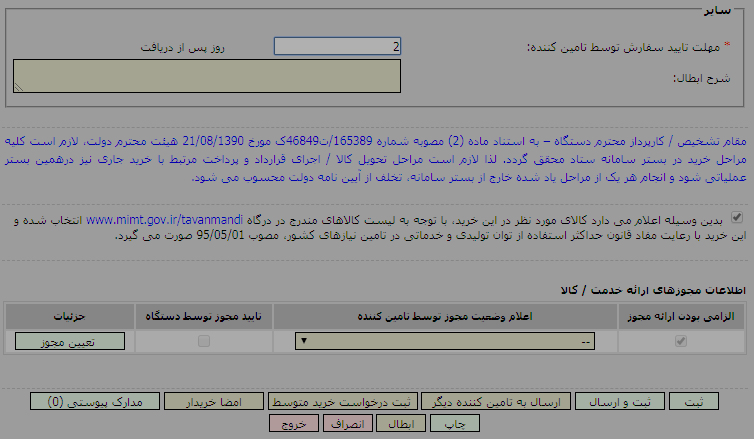 سایر
* مهلت تایید سفارش توسط تامین کننده: 2 روز پس از دریافت
شرح ابطال:
مقام تشخیص / کارپرداز محترم دستگاه – به استناد ماده (2) مصوبه شماره 165389/ت46849ک مورخ 21/08/1390 هیئت محترم دولت، لازم است کلیه
مراحل خرید در بستر سامانه ستاد محقق گردد. لذا لازم است مراحل تحویل کالا / اجرای قرارداد و پرداخت مرتبط با خرید جاری نیز درهمین بستر
عملیاتی شود و انجام هر یک از مراحل یاد شده خارج از بستر سامانه، تخلف از آیین نامه دولت محسوب می شود.
بدین وسیله اعلام می دارد کالای مورد نظر در این خرید، با توجه به لیست کالاهای مندرج در درگاه www.mimt.gov.ir/tavanmandi انتخاب شده و
این خرید با رعایت مفاد قانون حداکثر استفاده از توان تولیدی و خدماتی در تامین نیازهای کشور، مصوب 95/05/01 صورت می گیرد.
اطلاعات مجوزهای ارائه خدمت / کالا
الزامی بودن ارائه مجوز اعلام وضعیت مجوز توسط تامین کننده تایید مجوز توسط دستگاه جزئیات
-- تعیین مجوز
ثبت ثبت و ارسال ارسال به تامین کننده دیگر ثبت درخواست خرید متوسط امضا خریدار مدارک پیوستی (0)
چاپ ابطال انصراف خروج